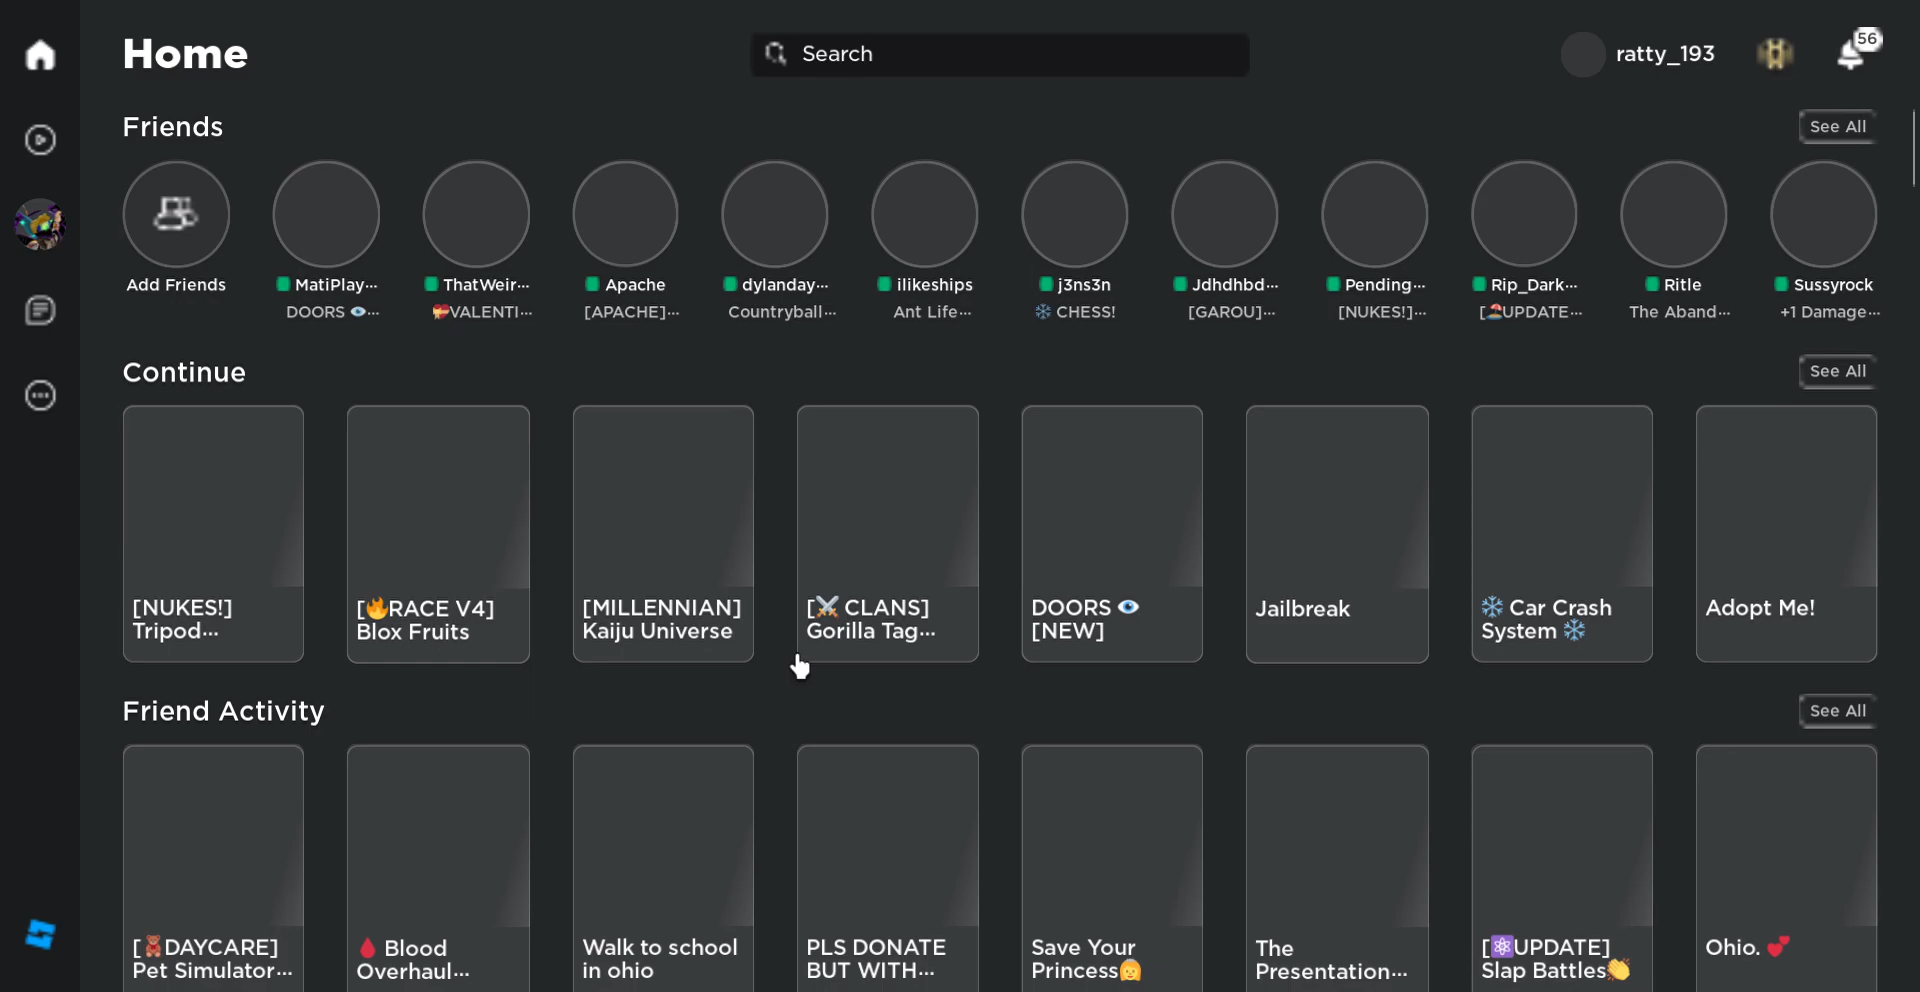 Home
Search
ratty_193
56
Friends
See All
Add Friends
MatiPlay···
ThatWeir···
Apache
dylanday···
ilikeships
j3ns3n
Jdhdhbd···
Pending···
Rip_Dark···
Ritle
Sussyrock
DOORS 👁···
💝VALENTI···
[APACHE]···
Countryball···
Ant Life···
❄ CHESS!
[GAROU]···
[NUKES!]···
[🏖UPDATE···
The Aband···
+1 Damage···
Continue
See All
[NUKES!]
Tripod···
[🔥RACE V4]
Blox Fruits
[MILLENNIAN]
Kaiju Universe
[⚔ CLANS]
Gorilla Tag···
DOORS 👁
[NEW]
Jailbreak
❄ Car Crash
System ❄
Adopt Me!
Friend Activity
See All
[🧸DAYCARE]
Pet Simulator···
🩸 Blood
Overhaul···
Walk to school
in ohio
PLS DONATE
BUT WITH···
Save Your
Princess👩
The
Presentation···
[⚛UPDATE]
Slap Battles👏
Ohio. 💕